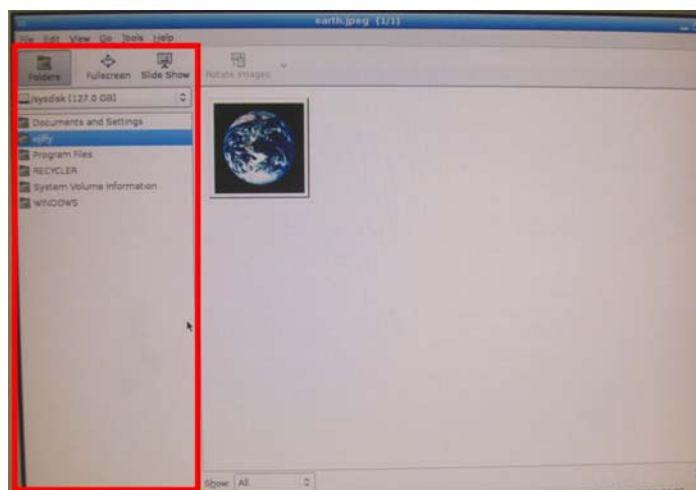 earth.jpeg (1/1)
File Edit View Go Tools Help
Folders Fullscreen Slide Show Rotate Images
/sysdisk [127.0 GB]
Documents and Settings
Program Files
RECYCLER
System Volume Information
WINDOWS
Show: All